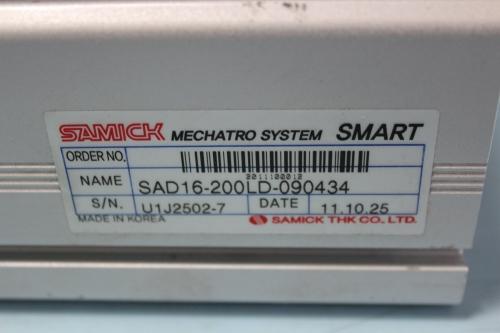 SAMICK MECHATRO SYSTEM SMART
ORDER NO.
2011100012
NAME SAD16-200LD-090434
S/N. U1J2502-7 DATE 11.10.25
MADE IN KOREA SAMICK THK CO., LTD.